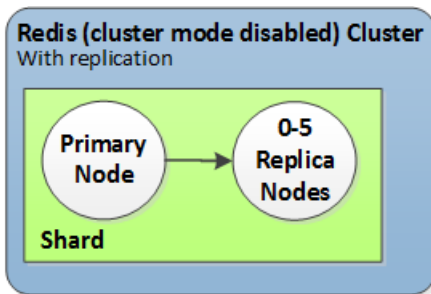 Redis (cluster mode disabled) Cluster
With replication
Primary
Node
0-5
Replica
Nodes
Shard